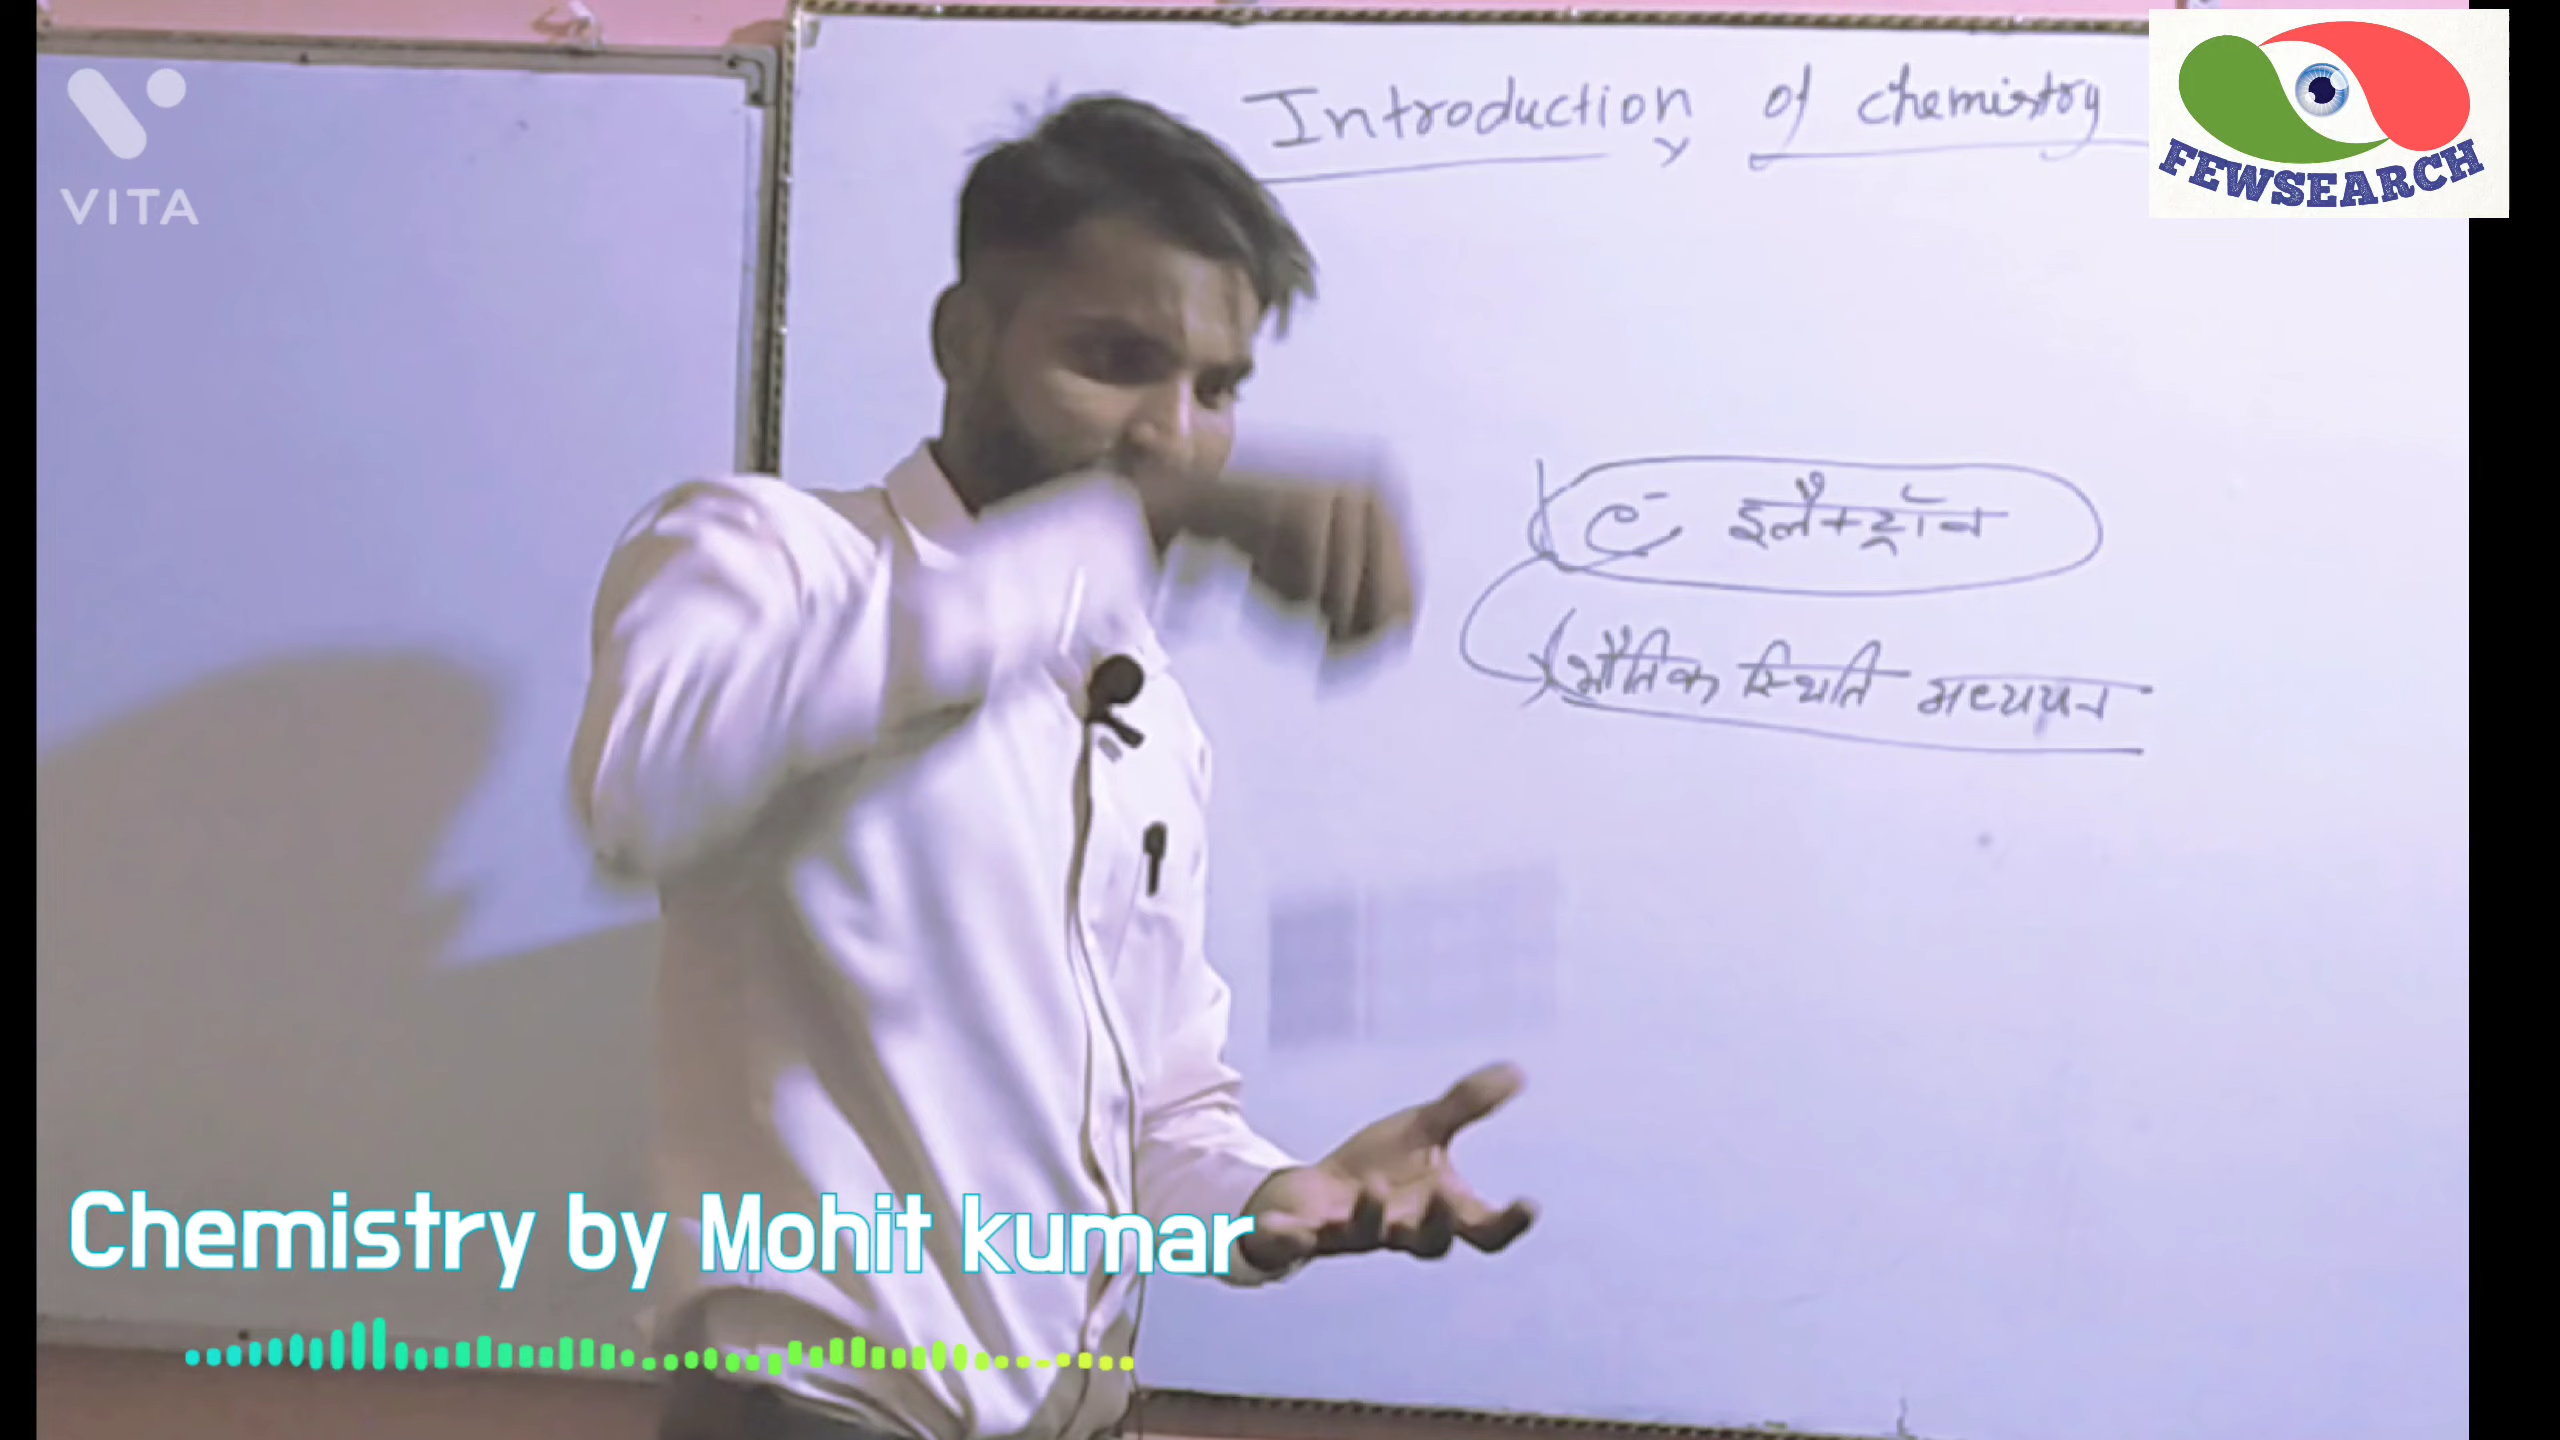 VITA
Introduction of chemistry
FEWSEARCH
e⁻ इलैक्ट्रॉन
भौतिक स्थिति अध्ययन
Chemistry by Mohit kumar